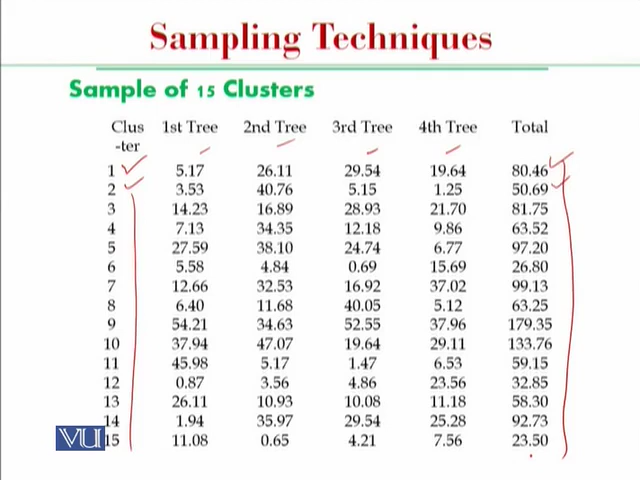 Sampling Techniques
Sample of 15 Clusters
Clus 1st Tree 2nd Tree 3rd Tree 4th Tree Total
-ter
1 5.17 26.11 29.54 19.64 80.46
2 3.53 40.76 5.15 1.25 50.69
3 14.23 16.89 28.93 21.70 81.75
4 7.13 34.35 12.18 9.86 63.52
5 27.59 38.10 24.74 6.77 97.20
6 5.58 4.84 0.69 15.69 26.80
7 12.66 32.53 16.92 37.02 99.13
8 6.40 11.68 40.05 5.12 63.25
9 54.21 34.63 52.55 37.96 179.35
10 37.94 47.07 19.64 29.11 133.76
11 45.98 5.17 1.47 6.53 59.15
12 0.87 3.56 4.86 23.56 32.85
13 26.11 10.93 10.08 11.18 58.30
14 1.94 35.97 29.54 25.28 92.73
VU 15 11.08 0.65 4.21 7.56 23.50